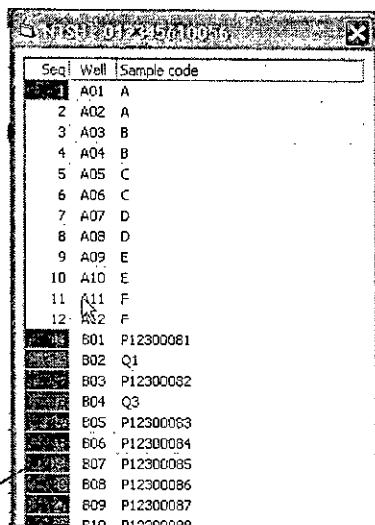 Seq Well Sample code
1 A01 A
2 A02 A
3 A03 B
4 A04 B
5 A05 C
6 A06 C
7 A07 D
8 A08 D
9 A09 E
10 A10 E
11 A11 F
12 A12 F
B01 P12300081
B02 Q1
B03 P12300082
B04 Q3
B05 P12300083
B06 P12300084
B07 P12300085
B08 P12300086
B09 P12300087
B10